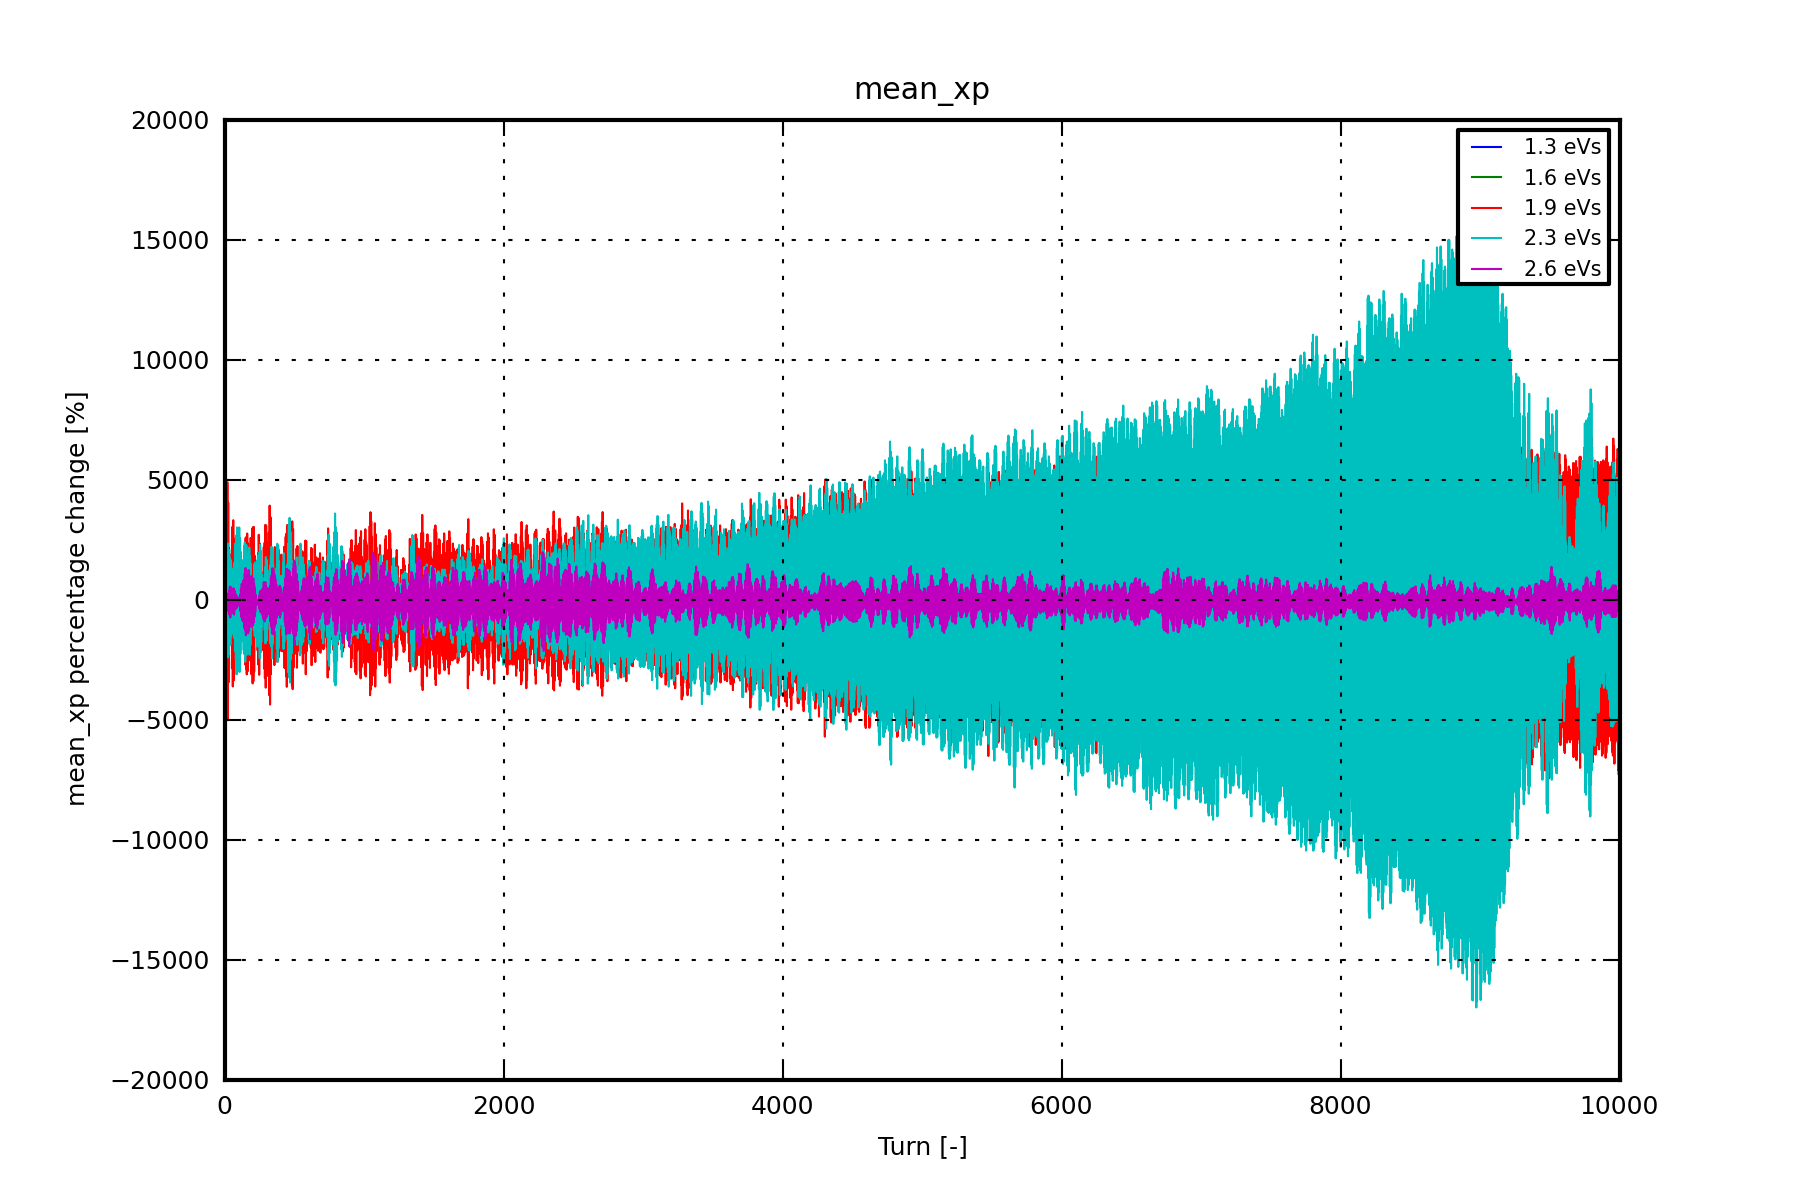 mean_xp
20000
15000
10000
5000
0
−5000
−10000
−15000
−20000
mean_xp percentage change [%]
1.3 eVs
1.6 eVs
1.9 eVs
2.3 eVs
2.6 eVs
0 2000 4000 6000 8000 10000
Turn [-]